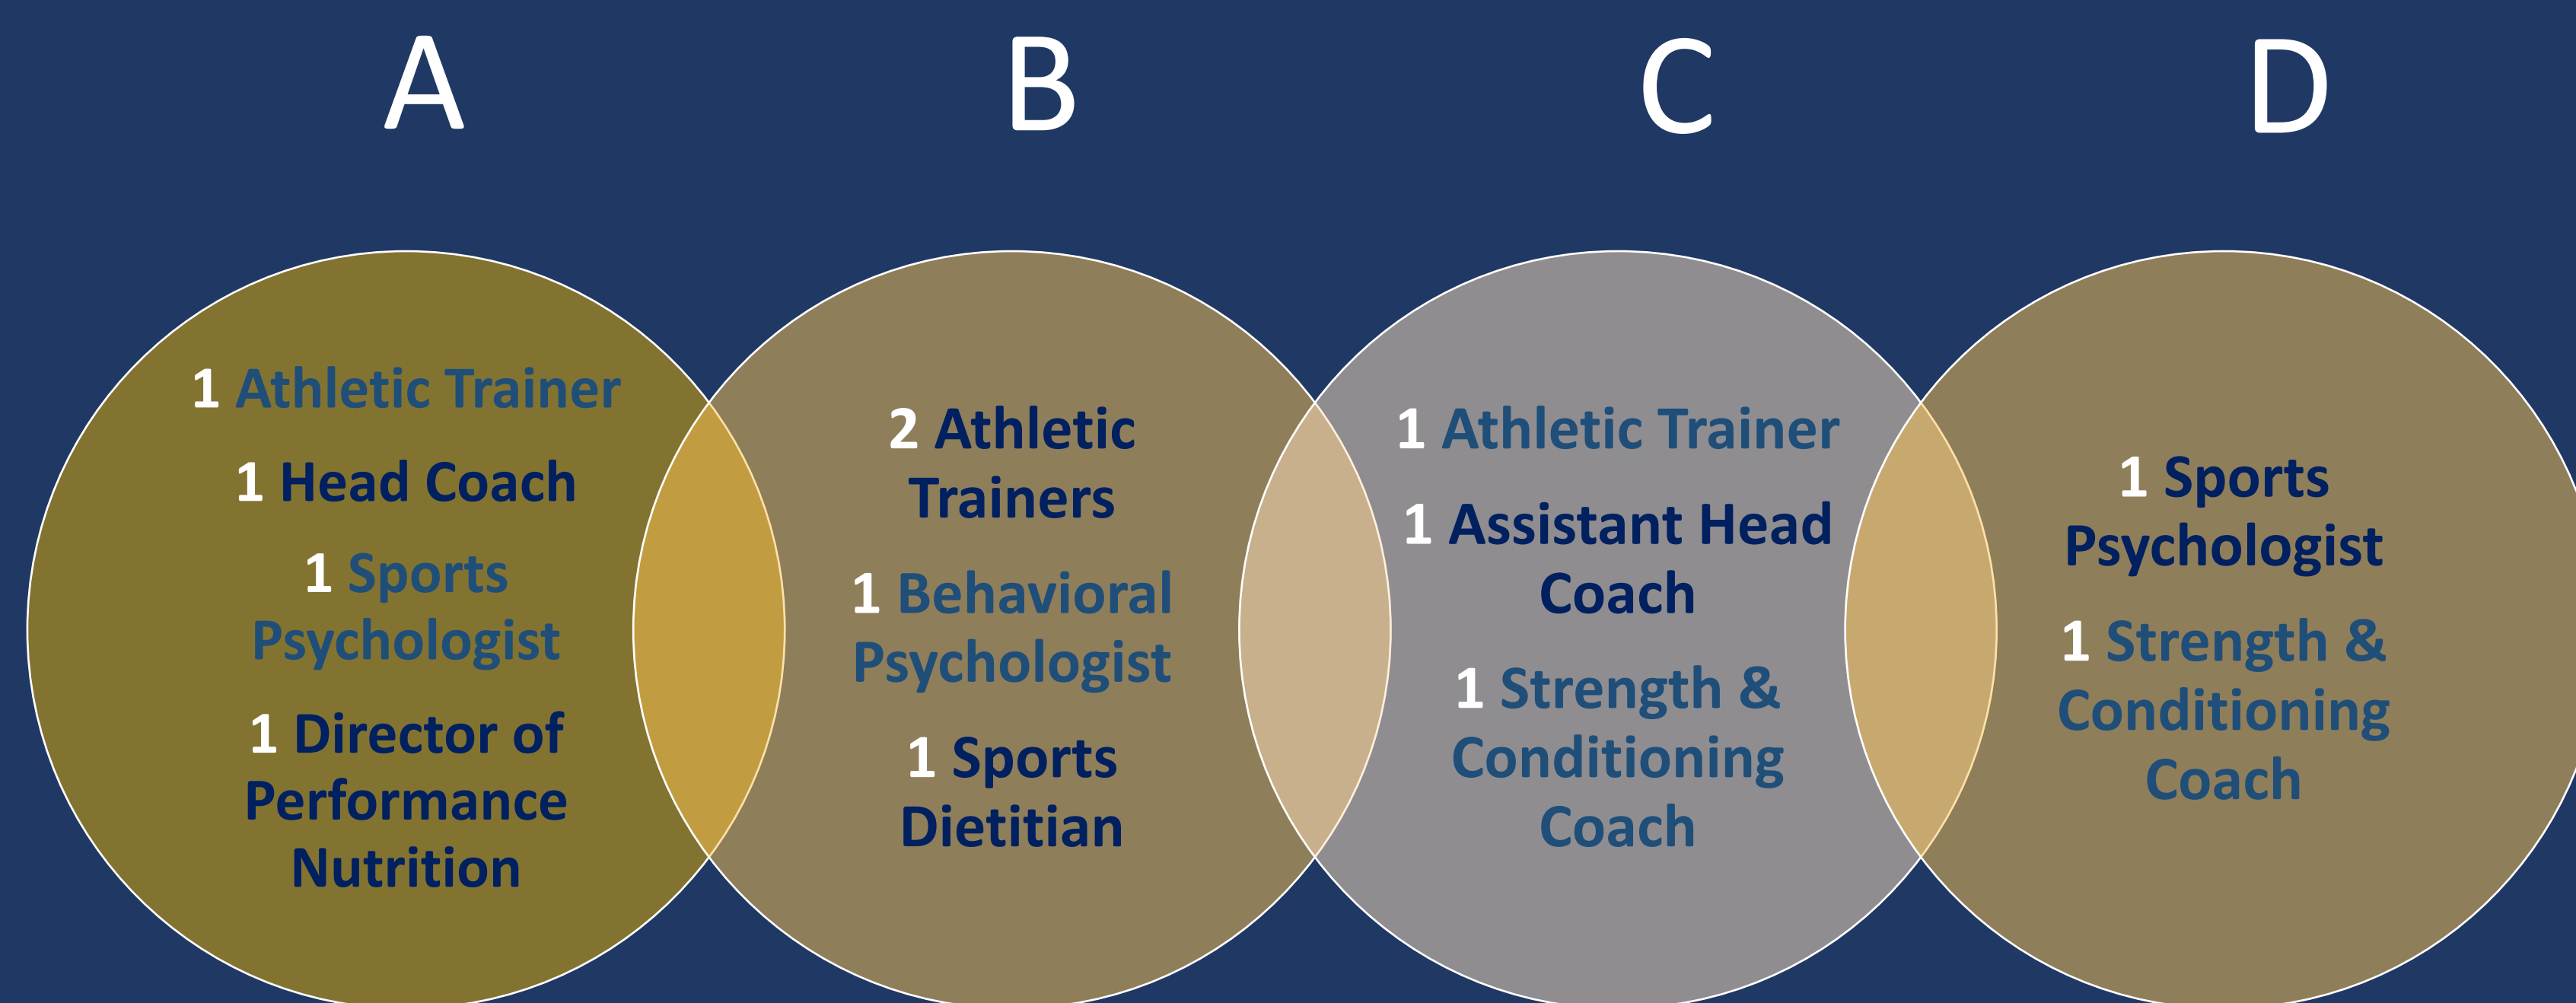 A
B
C
D
1 Athletic Trainer
1 Head Coach
1 Sports
Psychologist
1 Director of
Performance
Nutrition
2 Athletic
Trainers
1 Behavioral
Psychologist
1 Sports
Dietitian
1 Athletic Trainer
1 Assistant Head
Coach
1 Strength &
Conditioning
Coach
1 Sports
Psychologist
1 Strength &
Conditioning
Coach